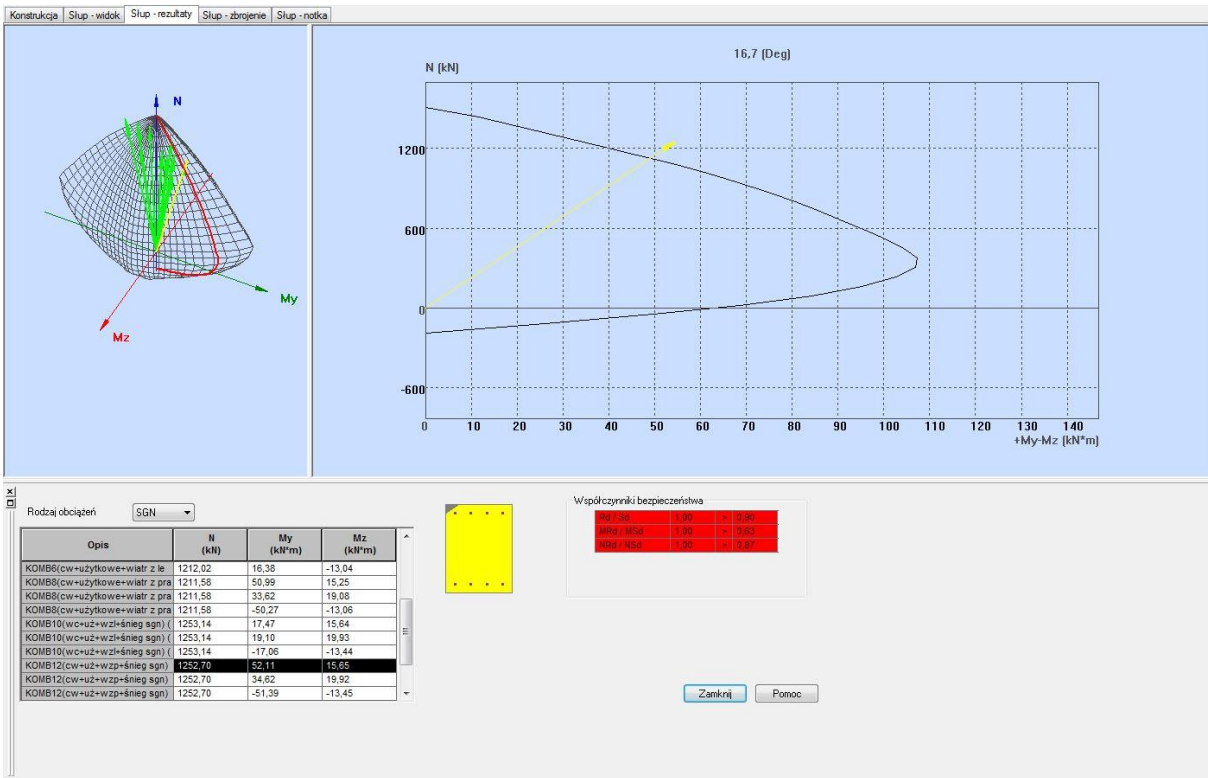 Konstrukcja Słup - widok Słup - rezultaty Słup - zbrojenie Słup - notka
N
My
Mz
16,7 (Deg)
N (kN)
1200
600
0
-600
0 10 20 30 40 50 60 70 80 90 100 110 120 130 140
+My-Mz (kN*m)
Rodzaj obciążeń SGN
Opis N (kN) My (kN*m) Mz (kN*m)
KOMB6(cw+użytkowe+wiatr z le 1212,02 16,38 -13,04
KOMB8(cw+użytkowe+wiatr z pra 1211,58 50,99 15,25
KOMB8(cw+użytkowe+wiatr z pra 1211,58 33,62 19,08
KOMB8(cw+użytkowe+wiatr z pra 1211,58 -50,27 -13,06
KOMB10(wc+uż+wzl+śnieg sgn) ( 1253,14 17,47 15,64
KOMB10(wc+uż+wzl+śnieg sgn) ( 1253,14 19,10 19,93
KOMB10(wc+uż+wzl+śnieg sgn) ( 1253,14 -17,06 -13,44
KOMB12(cw+uż+wzp+śnieg sgn) 1252,70 52,11 15,65
KOMB12(cw+uż+wzp+śnieg sgn) 1252,70 34,62 19,92
KOMB12(cw+uż+wzp+śnieg sgn) 1252,70 -51,39 -13,45
Współczynniki bezpieczeństwa
Rd / Sd 1,00 > 0,90
MRd / MSd 1,00 > 0,63
NRd / NSd 1,00 > 0,87
Zamknij Pomoc